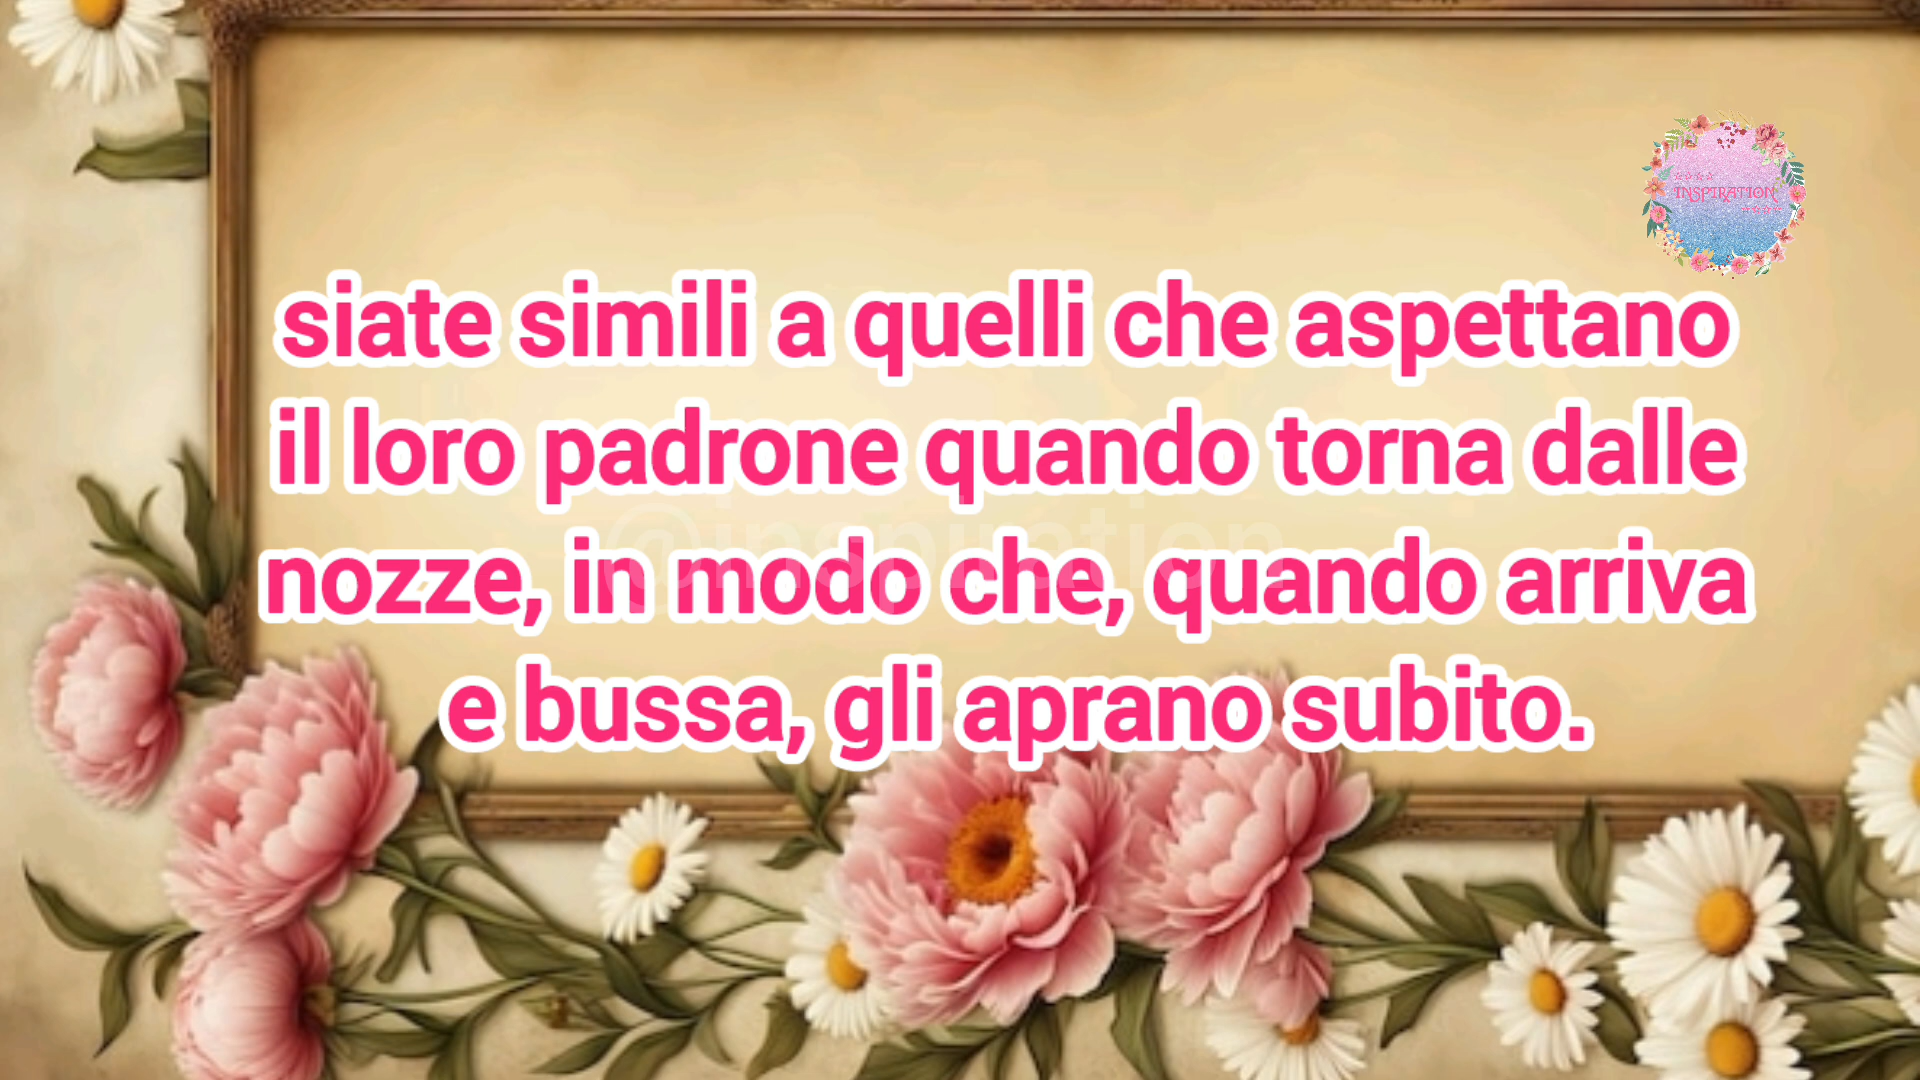 INSPIRATION
siate simili a quelli che aspettano
il loro padrone quando torna dalle
nozze, in modo che, quando arriva
e bussa, gli aprano subito.
@inspiration